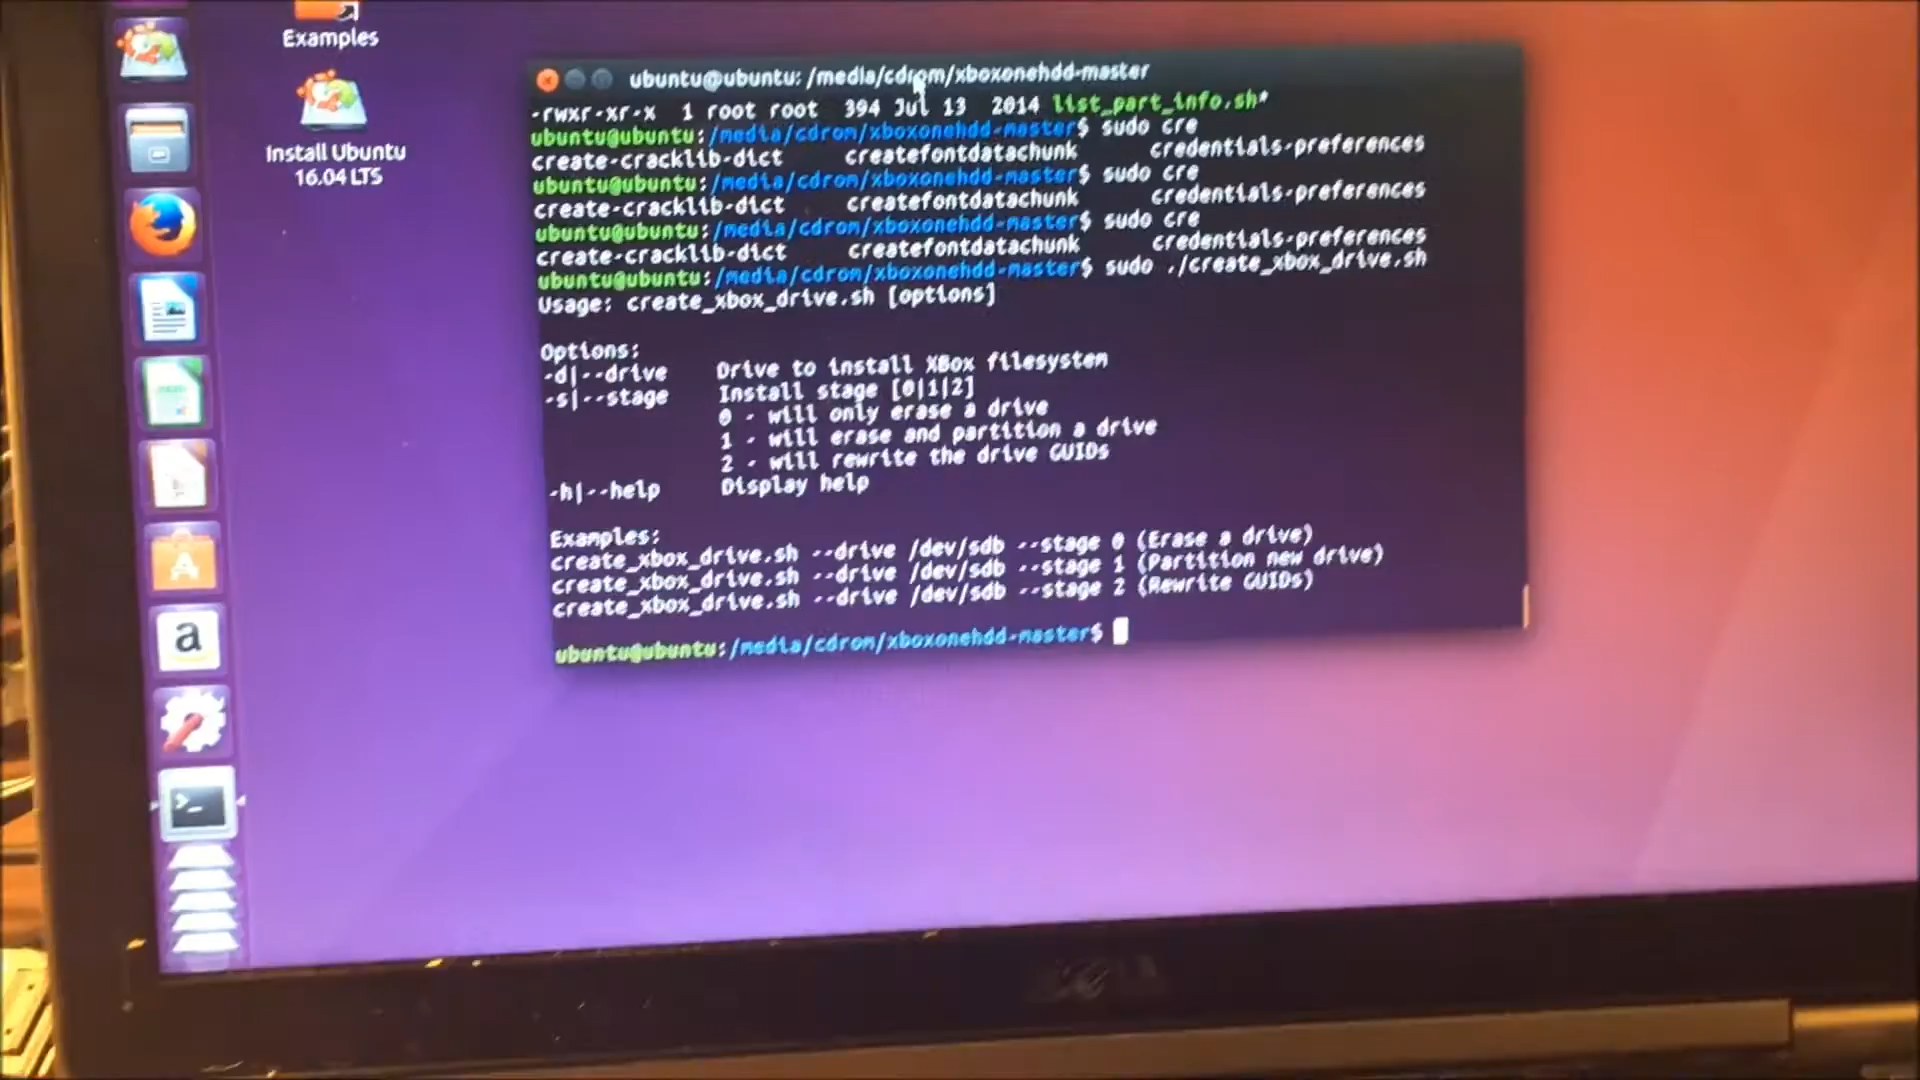 Examples
Install Ubuntu
16.04 LTS
ubuntu@ubuntu: /media/cdrom/xboxonehdd-master
-rwxr-xr-x 1 root root 394 Jul 13 2014 list_part_info.sh*
ubuntu@ubuntu:/media/cdrom/xboxonehdd-master$ sudo cre
create-cracklib-dict createfontdatachunk credentials-preferences
ubuntu@ubuntu:/media/cdrom/xboxonehdd-master$ sudo cre
create-cracklib-dict createfontdatachunk credentials-preferences
ubuntu@ubuntu:/media/cdrom/xboxonehdd-master$ sudo cre
create-cracklib-dict createfontdatachunk credentials-preferences
ubuntu@ubuntu:/media/cdrom/xboxonehdd-master$ sudo ./create_xbox_drive.sh
Usage: create_xbox_drive.sh [options]
Options:
-d|--drive Drive to install XBox filesystem
-s|--stage Install stage [0|1|2]
0 - will only erase a drive
1 - will erase and partition a drive
2 - will rewrite the drive GUIDs
-h|--help Display help
Examples:
create_xbox_drive.sh --drive /dev/sdb --stage 0 (Erase a drive)
create_xbox_drive.sh --drive /dev/sdb --stage 1 (Partition new drive)
create_xbox_drive.sh --drive /dev/sdb --stage 2 (Rewrite GUIDs)
ubuntu@ubuntu:/media/cdrom/xboxonehdd-master$